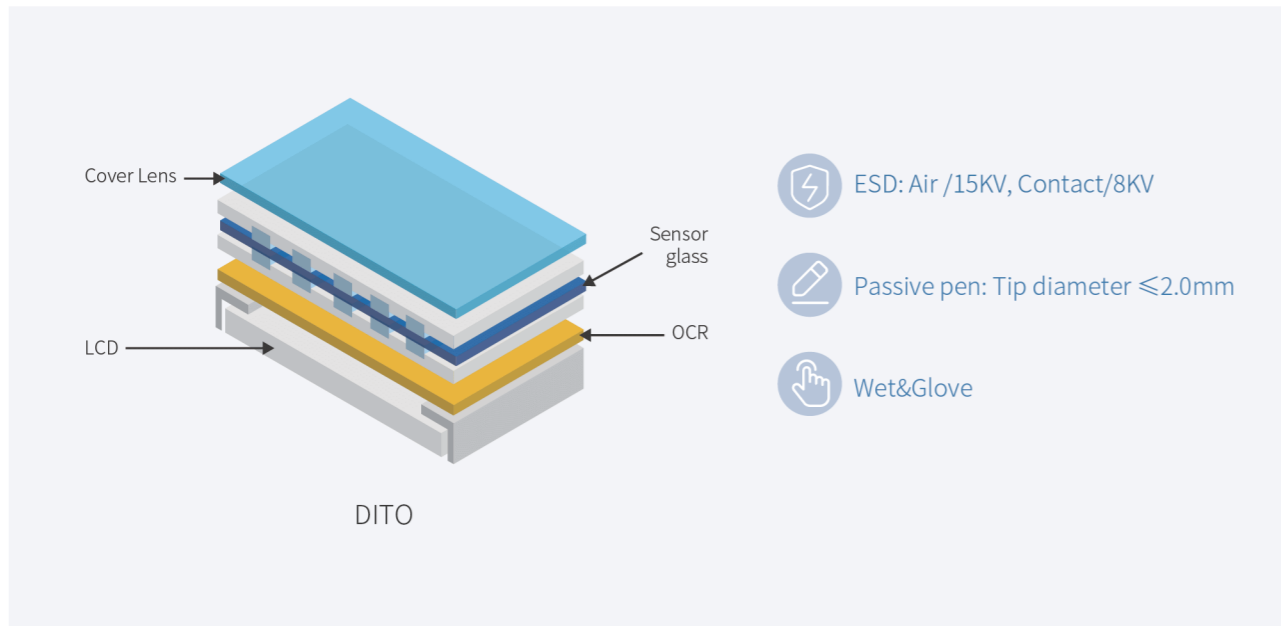 Cover Lens
Sensor
glass
OCR
LCD
DITO
ESD: Air /15KV, Contact/8KV
Passive pen: Tip diameter ≤2.0mm
Wet&Glove